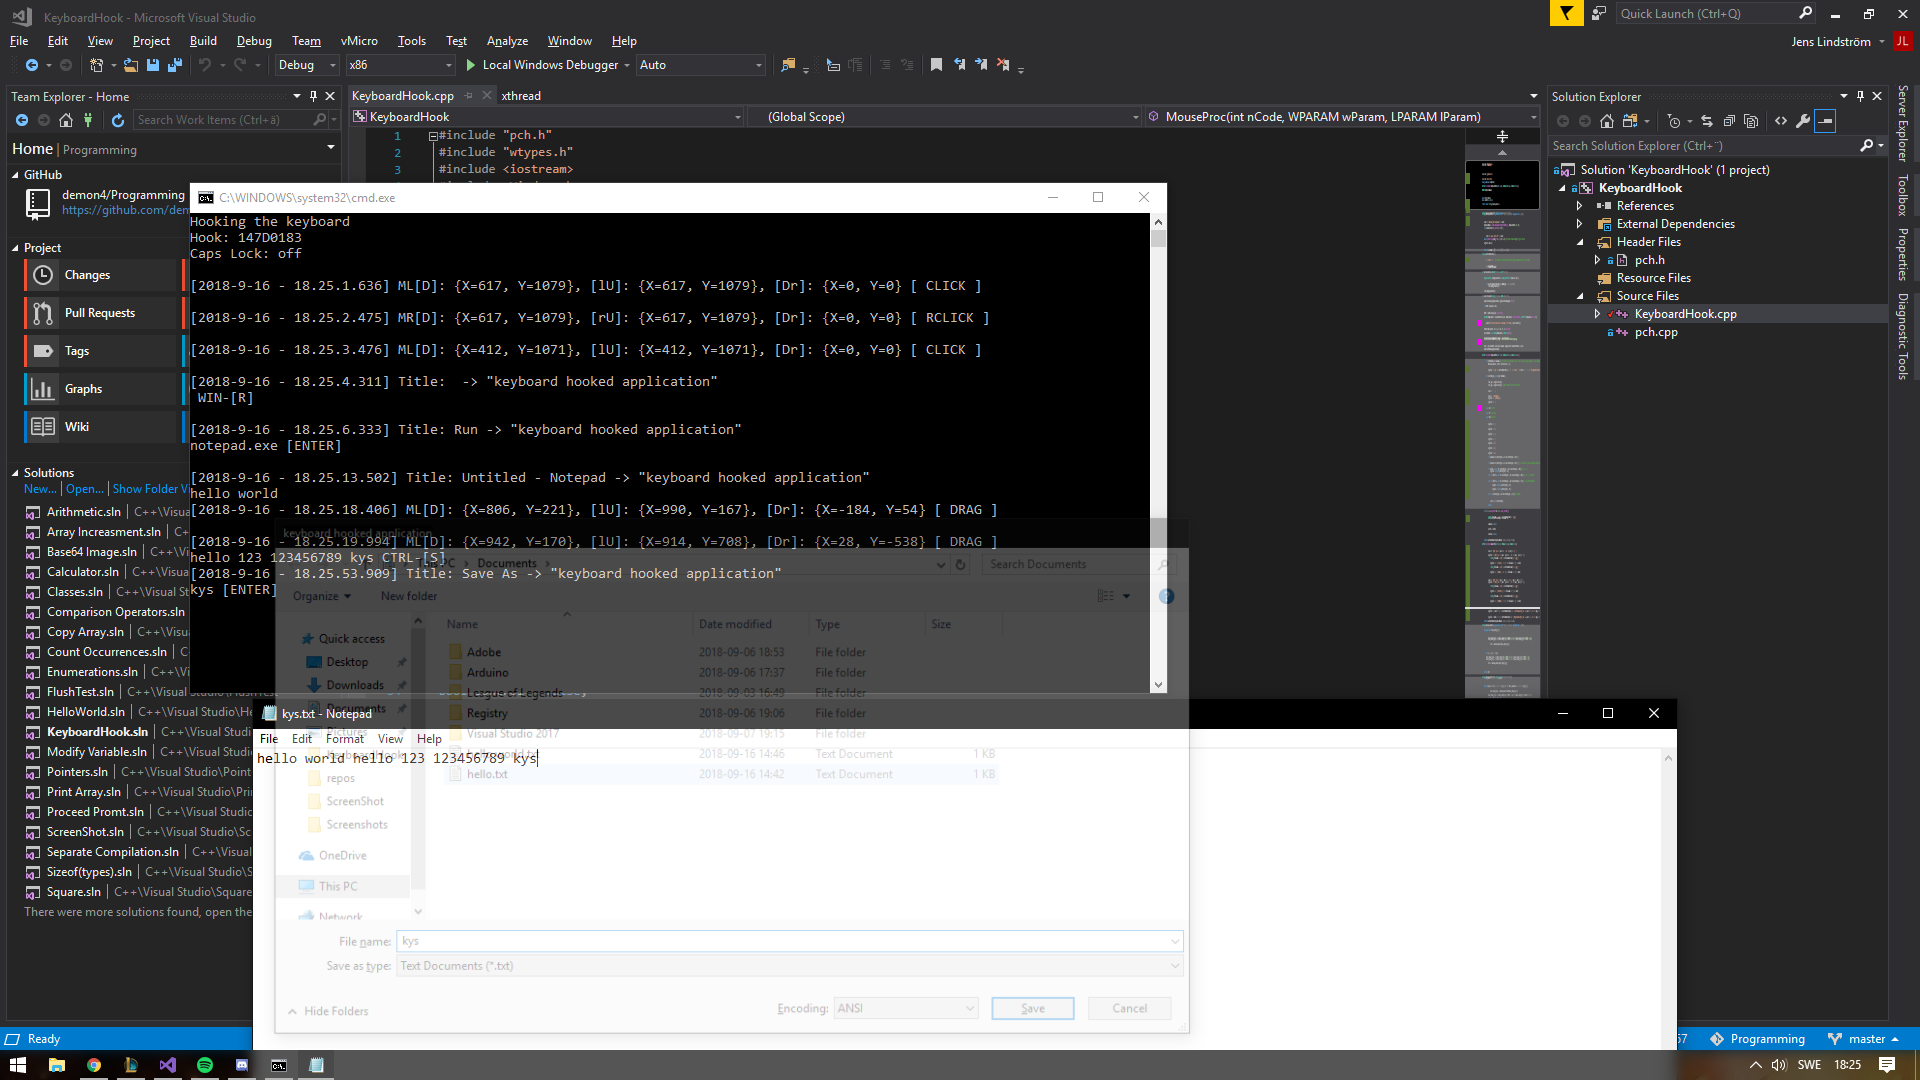 KeyboardHook - Microsoft Visual Studio
Quick Launch (Ctrl+Q)
File Edit View Project Build Debug Team vMicro Tools Test Analyze Window Help
Jens Lindström JL
Debug x86 Local Windows Debugger Auto
Team Explorer - Home
KeyboardHook.cpp xthread
Solution Explorer
Search Work Items (Ctrl+ä)
KeyboardHook (Global Scope) MouseProc(int nCode, WPARAM wParam, LPARAM lParam)
Home | Programming
1 #include "pch.h"
2 #include "wtypes.h"
3 #include <iostream>
Search Solution Explorer (Ctrl+¨)
Solution 'KeyboardHook' (1 project)
KeyboardHook
References
External Dependencies
Header Files
pch.h
Resource Files
Source Files
KeyboardHook.cpp
pch.cpp
Server Explorer
Toolbox
Properties
Diagnostic Tools
GitHub
demon4/Programming
https://github.com/den
Project
Changes
Pull Requests
Tags
Graphs
Wiki
Solutions
New... | Open... | Show Folder V
Arithmetic.sln | C++\Visua
Array Increasment.sln | C+
Base64 Image.sln | C++\Vi
Calculator.sln | C++\Visua
Classes.sln | C++\Visual St
Comparison Operators.sln
Copy Array.sln | C++\Visua
Count Occurrences.sln | C
Enumerations.sln | C++\Vi
FlushTest.sln | C++\Visual Studio\FlushTest
HelloWorld.sln | C++\Visual Studio\He
KeyboardHook.sln | C++\Visual Studio
Modify Variable.sln | C++\Visual Studio
Pointers.sln | C++\Visual Studio\Point
Print Array.sln | C++\Visual Studio\Prin
Proceed Promt.sln | C++\Visual Studio
ScreenShot.sln | C++\Visual Studio\Sc
Separate Compilation.sln | C++\Visual
Sizeof(types).sln | C++\Visual Studio\S
Square.sln | C++\Visual Studio\Square
There were more solutions found, open the
C:\WINDOWS\system32\cmd.exe
Hooking the keyboard
Hook: 147D0183
Caps Lock: off
[2018-9-16 - 18.25.1.636] ML[D]: {X=617, Y=1079}, [lU]: {X=617, Y=1079}, [Dr]: {X=0, Y=0} [ CLICK ]
[2018-9-16 - 18.25.2.475] MR[D]: {X=617, Y=1079}, [rU]: {X=617, Y=1079}, [Dr]: {X=0, Y=0} [ RCLICK ]
[2018-9-16 - 18.25.3.476] ML[D]: {X=412, Y=1071}, [lU]: {X=412, Y=1071}, [Dr]: {X=0, Y=0} [ CLICK ]
[2018-9-16 - 18.25.4.311] Title:  -> "keyboard hooked application"
WIN-[R]
[2018-9-16 - 18.25.6.333] Title: Run -> "keyboard hooked application"
notepad.exe [ENTER]
[2018-9-16 - 18.25.13.502] Title: Untitled - Notepad -> "keyboard hooked application"
hello world
[2018-9-16 - 18.25.18.406] ML[D]: {X=806, Y=221}, [lU]: {X=990, Y=167}, [Dr]: {X=-184, Y=54} [ DRAG ]
[2018-9-16 - 18.25.19.994] ML[D]: {X=942, Y=170}, [lU]: {X=914, Y=708}, [Dr]: {X=28, Y=-538} [ DRAG ]
hello 123 123456789 kys CTRL-[S]
[2018-9-16 - 18.25.53.909] Title: Save As -> "keyboard hooked application"
kys [ENTER]
keyboard hooked application
PC > Documents >
Search Documents
Organize New folder
Name Date modified Type Size
Quick access
Desktop
Downloads
Documents
Pictures
KeyboardHook
repos
ScreenShot
Screenshots
OneDrive
This PC
Network
Adobe 2018-09-06 18:53 File folder
Arduino 2018-09-06 17:37 File folder
League of Legends 2018-09-03 16:49 File folder
Registry 2018-09-06 19:06 File folder
Visual Studio 2017 2018-09-07 19:15 File folder
2018-09-16 14:46 Text Document 1 KB
hello.txt 2018-09-16 14:42 Text Document 1 KB
kys.txt - Notepad
File Edit Format View Help
hello world hello 123 123456789 kys
File name: kys
Save as type: Text Documents (*.txt)
Hide Folders
Encoding: ANSI Save Cancel
Ready
Programming master
SWE 18:25